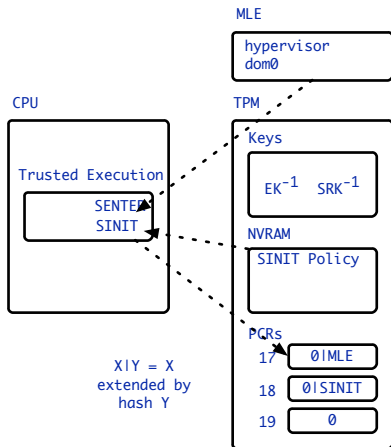 MLE
hypervisor
dom0
CPU
TPM
Keys
Trusted Execution
SENTER
SINIT
EK-1 SRK-1
NVRAM
SINIT Policy
PCRs
17 0|MLE
18 0|SINIT
19 0
X|Y = X
extended by
hash Y